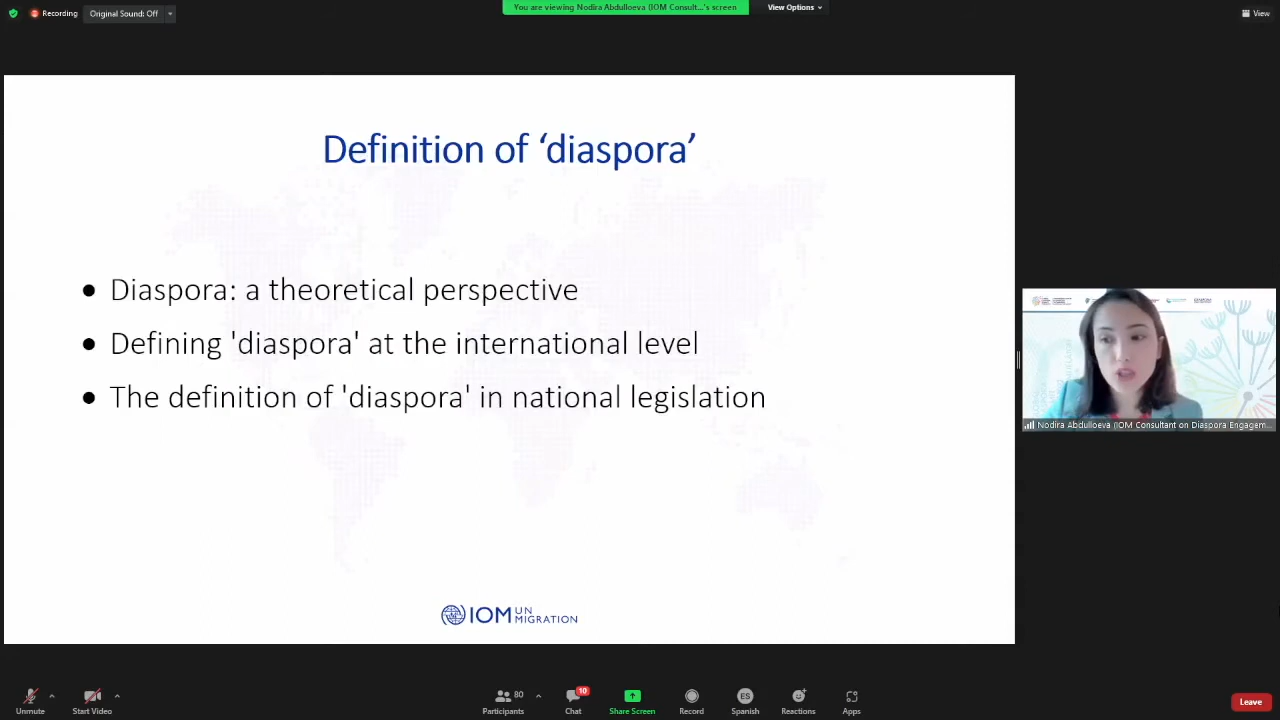 Recording
Original Sound: Off
You are viewing Nodira Abdulloeva (IOM Consult...'s screen
View Options
View
Definition of ‘diaspora’
• Diaspora: a theoretical perspective
• Defining 'diaspora' at the international level
• The definition of 'diaspora' in national legislation
IOM UN MIGRATION
Nodira Abdulloeva (IOM Consultant on Diaspora Engagem...
Unmute
Start Video
80
Participants
10
Chat
Share Screen
Record
ES
Spanish
Reactions
Apps
Leave